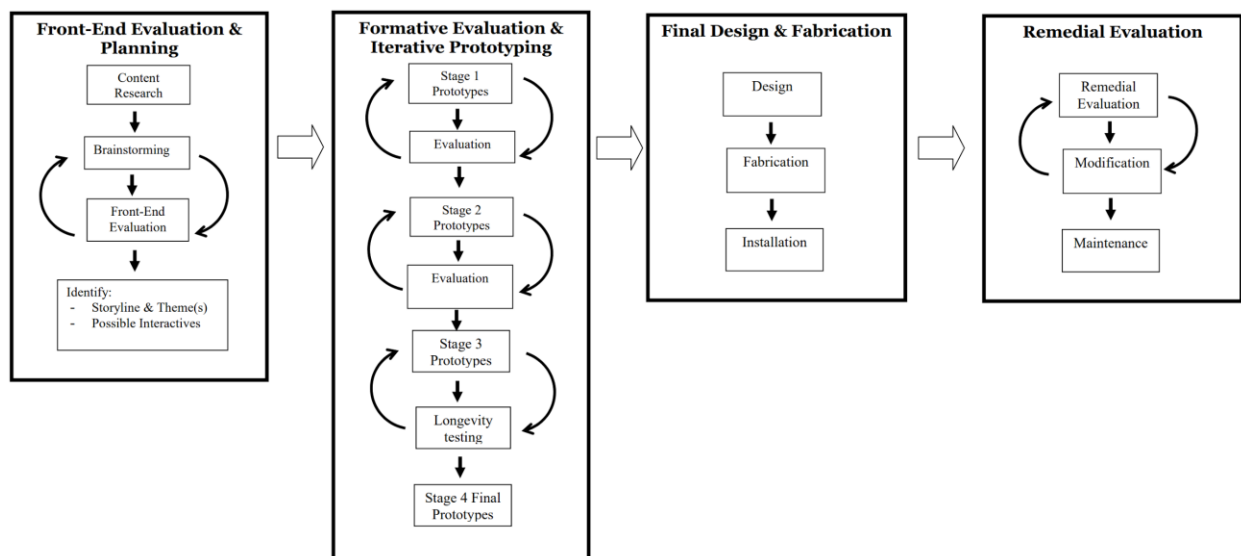 Front-End Evaluation &
Planning
Content
Research
Brainstorming
Front-End
Evaluation
Identify:
- Storyline & Theme(s)
- Possible Interactives
Formative Evaluation &
Iterative Prototyping
Stage 1
Prototypes
Evaluation
Stage 2
Prototypes
Evaluation
Stage 3
Prototypes
Longevity
testing
Stage 4 Final
Prototypes
Final Design & Fabrication
Design
Fabrication
Installation
Remedial Evaluation
Remedial
Evaluation
Modification
Maintenance